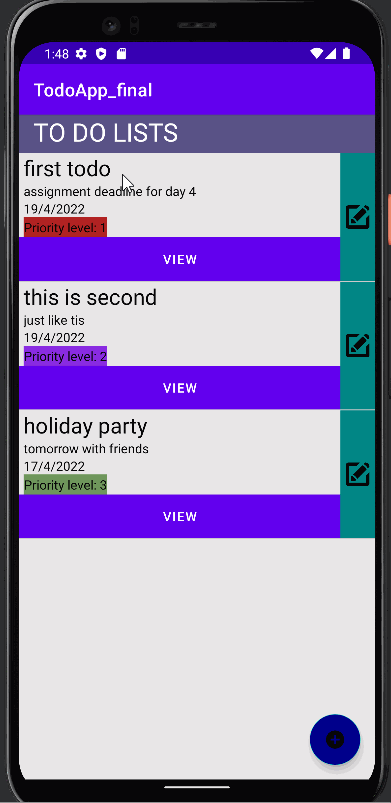 1:48
TodoApp_final
TO DO LISTS
first todo
assignment deadline for day 4
19/4/2022
Priority level: 1
VIEW
this is second
just like tis
19/4/2022
Priority level: 2
VIEW
holiday party
tomorrow with friends
17/4/2022
Priority level: 3
VIEW